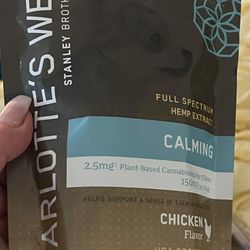 ARLOTTE'S WE
STANLEY BROTH
FULL SPECTRUM
HEMP EXTRACT
CALMING
2.5mg† Plant-Based Cannabinoids Per Chew
150mg
HELPS SUPPORT A SENSE OF CALM
CHICKEN
Flavor